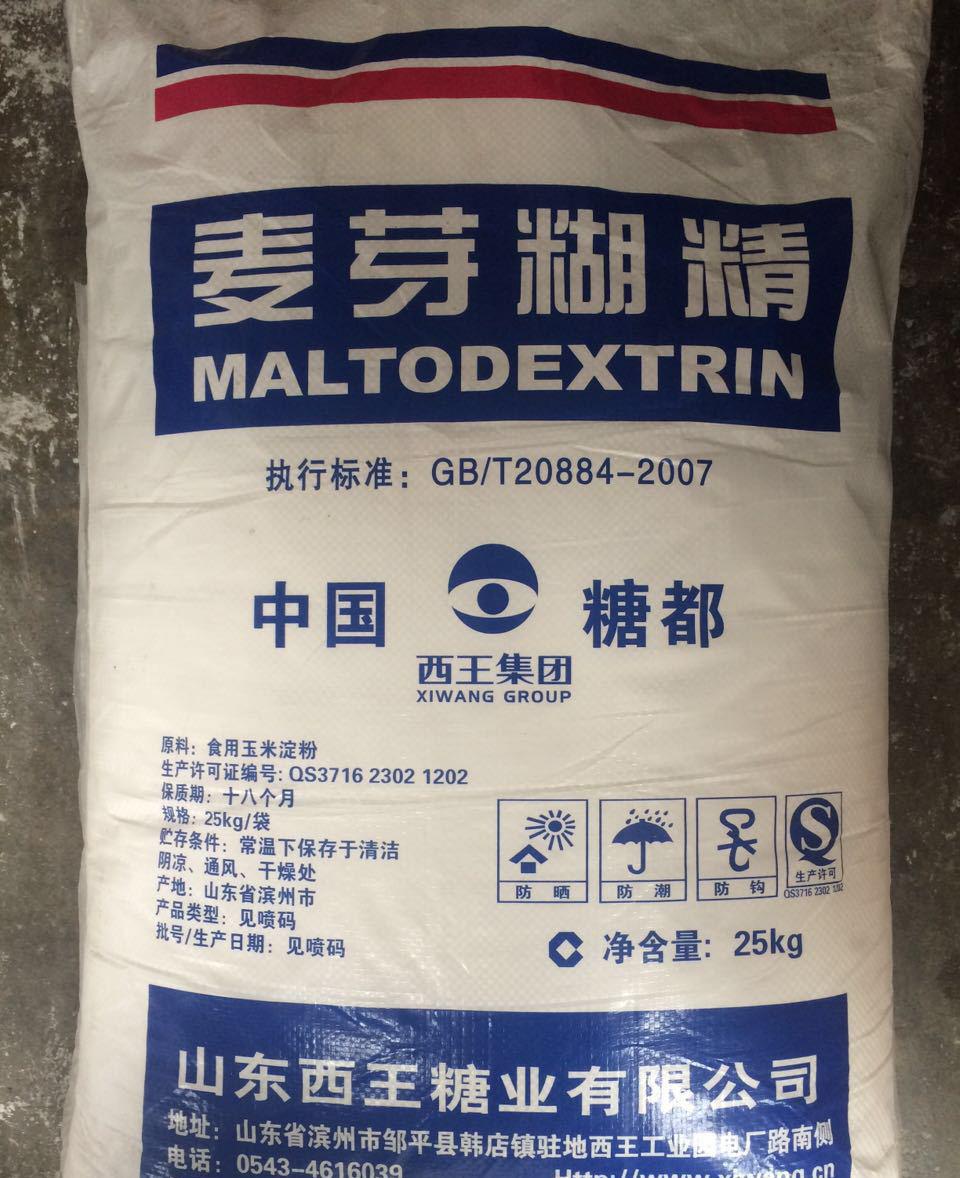 麦芽糊精
MALTODEXTRIN
执行标准：GB/T20884-2007
中国 糖都
西王集团
XIWANG GROUP
原料：食用玉米淀粉
生产许可证编号：QS3716 2302 1202
保质期：十八个月
规格：25kg/袋
贮存条件：常温下保存于清洁
阴凉、通风、干燥处
产地：山东省滨州市
产品类型：见喷码
批号/生产日期：见喷码
防晒 防潮 防钩 生产许可
QS3716 2302 1202
净含量：25kg
山东西王糖业有限公司
地址：山东省滨州市邹平县韩店镇驻地西王工业园电厂路南侧
电话：0543-4616039